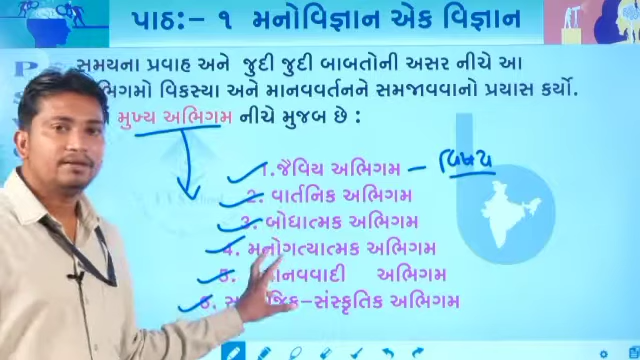 પાઠ:– ૧ મનોવિજ્ઞાન એક વિજ્ઞાન
સમયના પ્રવાહ અને જુદી જુદી બાબતોની અસર નીચે આ
અભિગમો વિકસ્યા અને માનવવર્તનને સમજાવવાનો પ્રયાસ કર્યો.
મુખ્ય અભિગમ નીચે મુજબ છે :
1.જૈવિય અભિગમ –
2. વાર્તનિક અભિગમ
3. બોધાત્મક અભિગમ
4. મનોગત્યાત્મક અભિગમ
5. માનવવાદી અભિગમ
6. સામાજિક–સંસ્કૃતિક અભિગમ